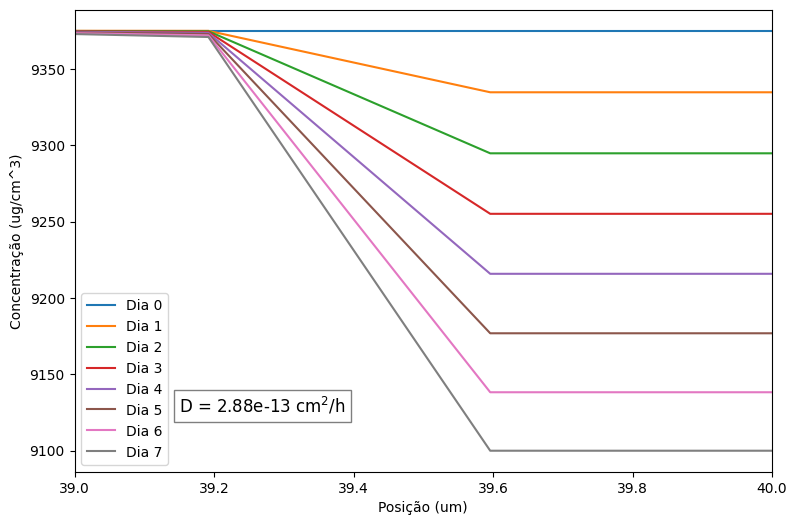 9350
9300
9250
9200
9150
9100
Concentração (ug/cm^3)
Dia 0
Dia 1
Dia 2
Dia 3
Dia 4
Dia 5
Dia 6
Dia 7
D = 2.88e-13 cm²/h
39.0 39.2 39.4 39.6 39.8 40.0
Posição (um)